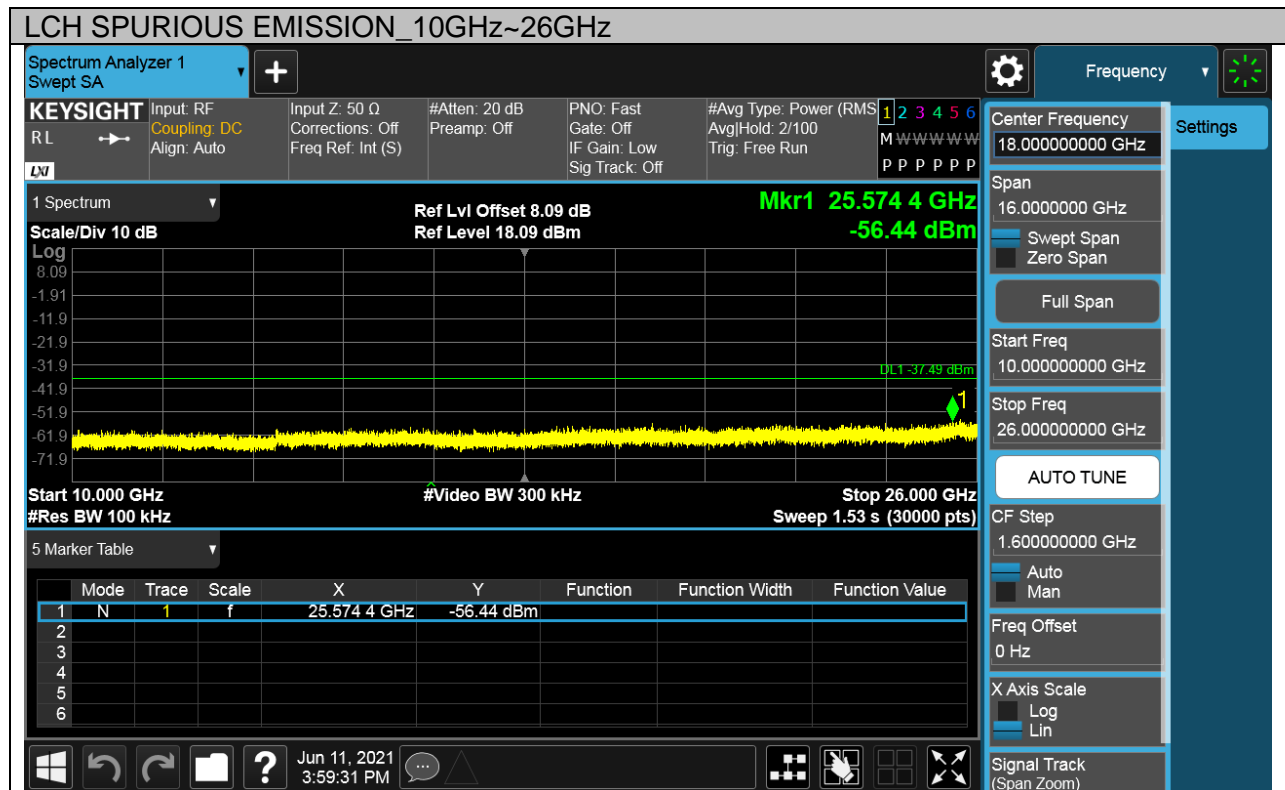 LCH SPURIOUS EMISSION_10GHz~26GHz
Spectrum Analyzer 1
Swept SA
Frequency
KEYSIGHT
RL
LXI
Input: RF
Coupling: DC
Align: Auto
Input Z: 50 Ω
Corrections: Off
Freq Ref: Int (S)
#Atten: 20 dB
Preamp: Off
PNO: Fast
Gate: Off
IF Gain: Low
Sig Track: Off
#Avg Type: Power (RMS
Avg|Hold: 2/100
Trig: Free Run
1 2 3 4 5 6
M W W W W W
P P P P P P
1 Spectrum
Scale/Div 10 dB
Ref Lvl Offset 8.09 dB
Ref Level 18.09 dBm
Mkr1 25.574 4 GHz
-56.44 dBm
Log
8.09
-1.91
-11.9
-21.9
-31.9
-41.9
-51.9
-61.9
-71.9
DL1 -37.49 dBm
1
Start 10.000 GHz
#Video BW 300 kHz
Stop 26.000 GHz
#Res BW 100 kHz
Sweep 1.53 s (30000 pts)
5 Marker Table
Mode Trace Scale X Y Function Function Width Function Value
1 N 1 f 25.574 4 GHz -56.44 dBm
2
3
4
5
6
Jun 11, 2021
3:59:31 PM
Center Frequency
18.000000000 GHz
Settings
Span
16.0000000 GHz
Swept Span
Zero Span
Full Span
Start Freq
10.000000000 GHz
Stop Freq
26.000000000 GHz
AUTO TUNE
CF Step
1.600000000 GHz
Auto
Man
Freq Offset
0 Hz
X Axis Scale
Log
Lin
Signal Track
(Span Zoom)